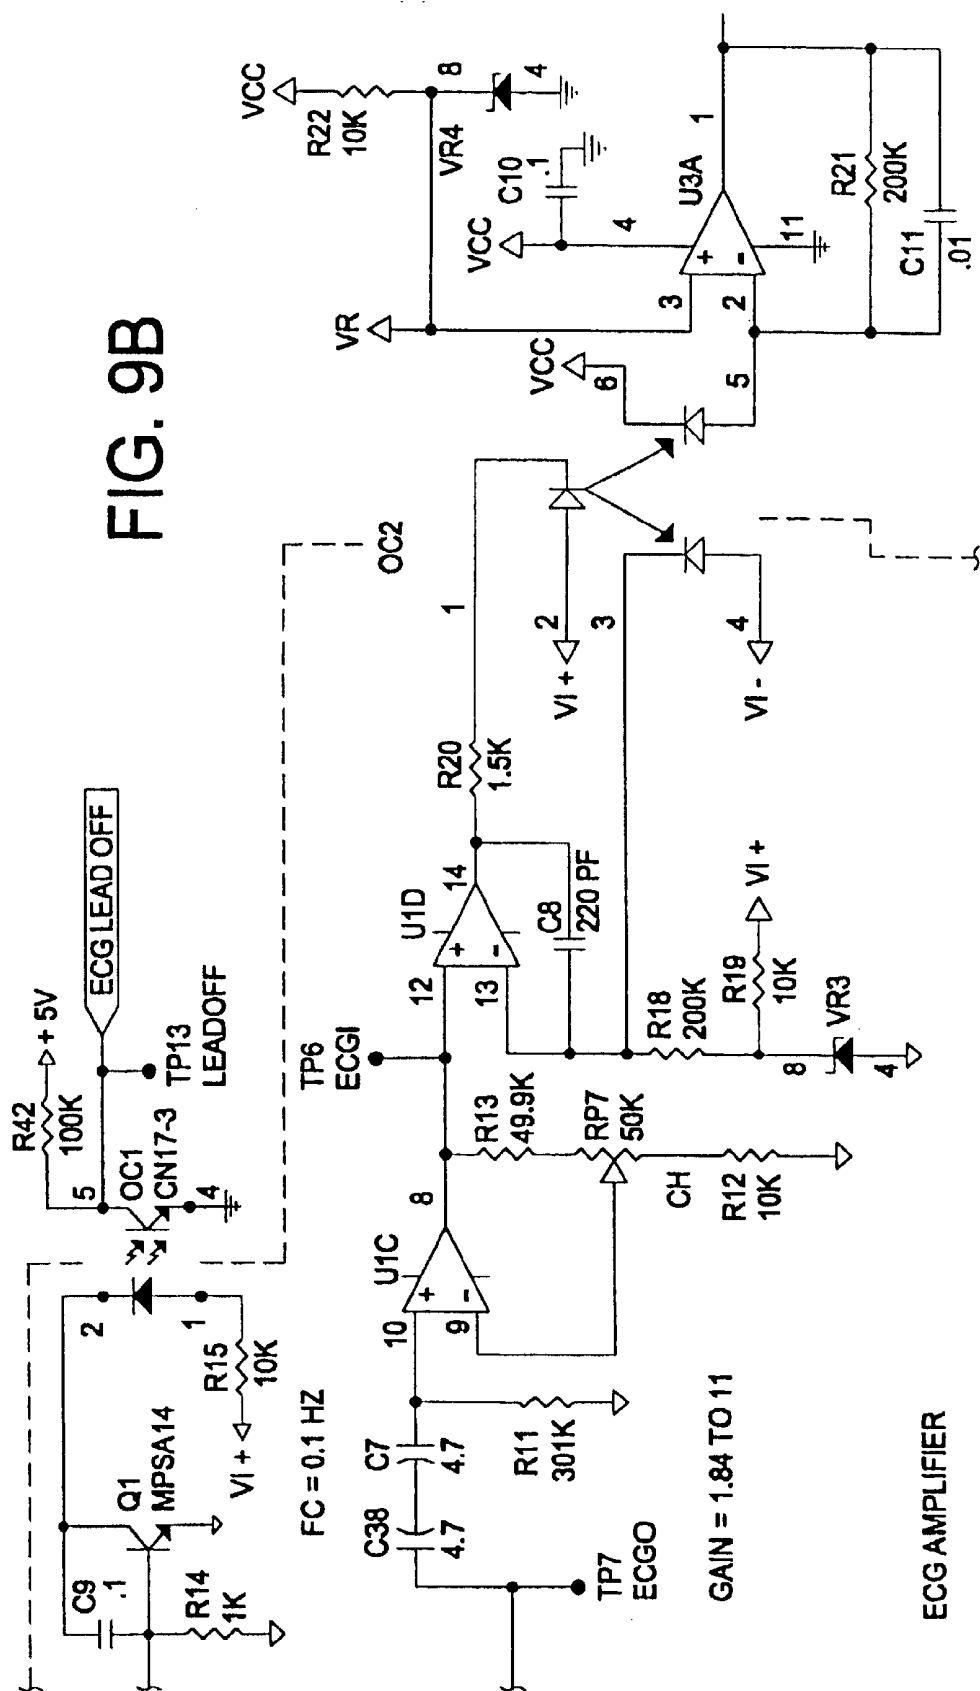 FIG. 9B
R42
100K
+ 5V
ECG LEAD OFF
TP13
LEADOFF
5
OC1
CN17-3
4
2
1
R15
10K
VI +
Q1
MPSA14
C9
.1
R14
1K
FC = 0.1 HZ
C38
4.7
C7
4.7
TP7
ECGO
R11
301K
GAIN = 1.84 TO 11
ECG AMPLIFIER
U1C
10
9
8
+
-
R13
49.9K
RP7
50K
CH
R12
10K
TP6
ECGI
U1D
12
13
14
+
-
C8
220 PF
R20
1.5K
R18
200K
R19
10K
VI +
8
VR3
4
OC2
1
2
VI +
3
4
VI -
VCC
6
5
VR
VCC
R22
10K
8
VR4
4
C10
.1
VCC
4
U3A
3
2
+
-
1
11
R21
200K
C11
.01